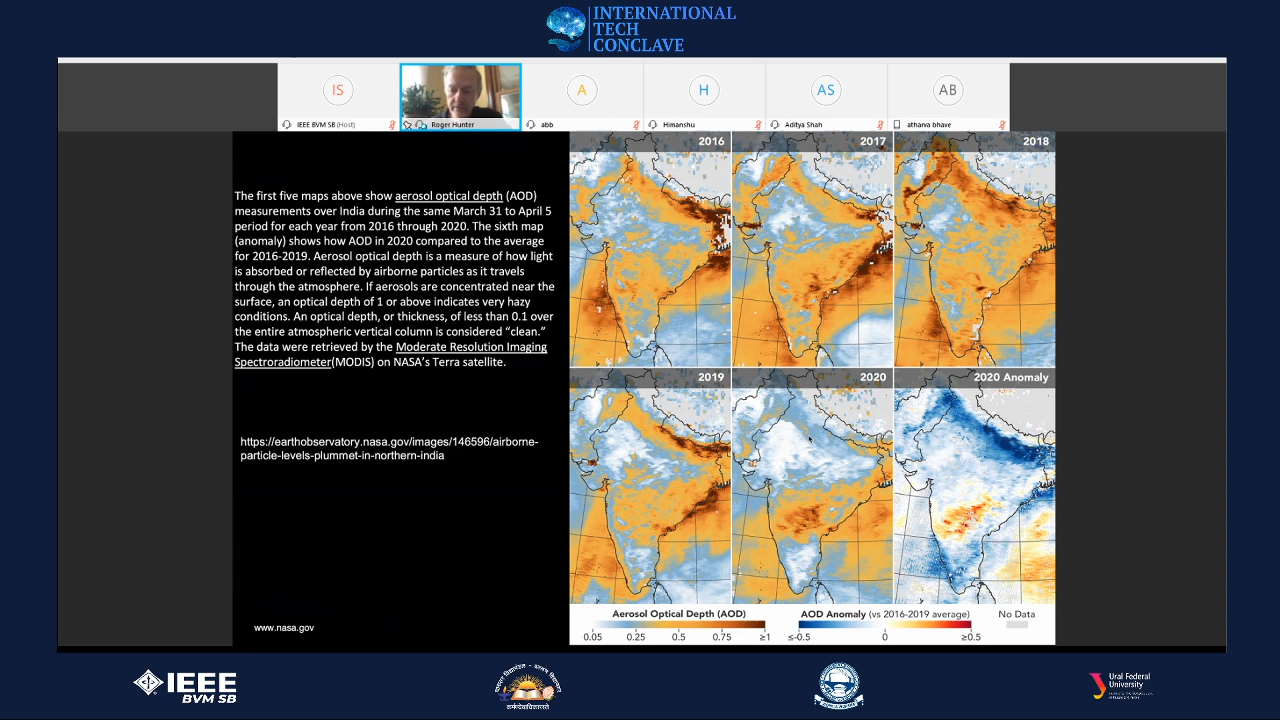 INTERNATIONAL
TECH
CONCLAVE
IS
A
H
AS
AB
IEEE BVM SB (Host)
Roger Hunter
abb
Himanshu
Aditya Shah
atharva bhave
The first five maps above show aerosol optical depth (AOD)
measurements over India during the same March 31 to April 5
period for each year from 2016 through 2020. The sixth map
(anomaly) shows how AOD in 2020 compared to the average
for 2016-2019. Aerosol optical depth is a measure of how light
is absorbed or reflected by airborne particles as it travels
through the atmosphere. If aerosols are concentrated near the
surface, an optical depth of 1 or above indicates very hazy
conditions. An optical depth, or thickness, of less than 0.1 over
the entire atmospheric vertical column is considered “clean.”
The data were retrieved by the Moderate Resolution Imaging
Spectroradiometer(MODIS) on NASA’s Terra satellite.
https://earthobservatory.nasa.gov/images/146596/airborne-
particle-levels-plummet-in-northern-india
www.nasa.gov
2016
2017
2018
2019
2020
2020 Anomaly
Aerosol Optical Depth (AOD)
0.05 0.25 0.5 0.75 ≥1
AOD Anomaly (vs 2016-2019 average)
≤-0.5 0 ≥0.5
No Data
IEEE
BVM SB
Ural Federal
University